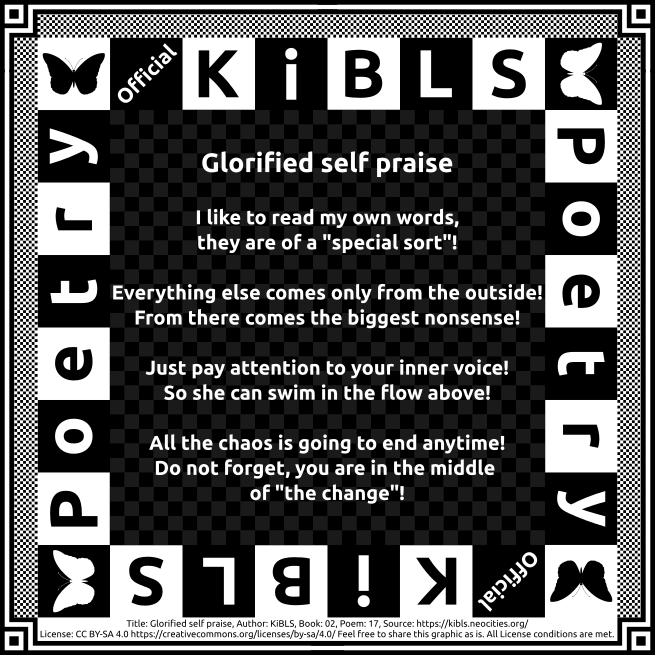 Official KiBLS
Poetry
Poetry
Glorified self praise
I like to read my own words,
they are of a "special sort"!
Everything else comes only from the outside!
From there comes the biggest nonsense!
Just pay attention to your inner voice!
So she can swim in the flow above!
All the chaos is going to end anytime!
Do not forget, you are in the middle
of "the change"!
Official KiBLS
Title: Glorified self praise, Author: KiBLS, Book: 02, Poem: 17, Source: https://kibls.neocities.org/
License: CC BY-SA 4.0 https://creativecommons.org/licenses/by-sa/4.0/ Feel free to share this graphic as is. All License conditions are met.